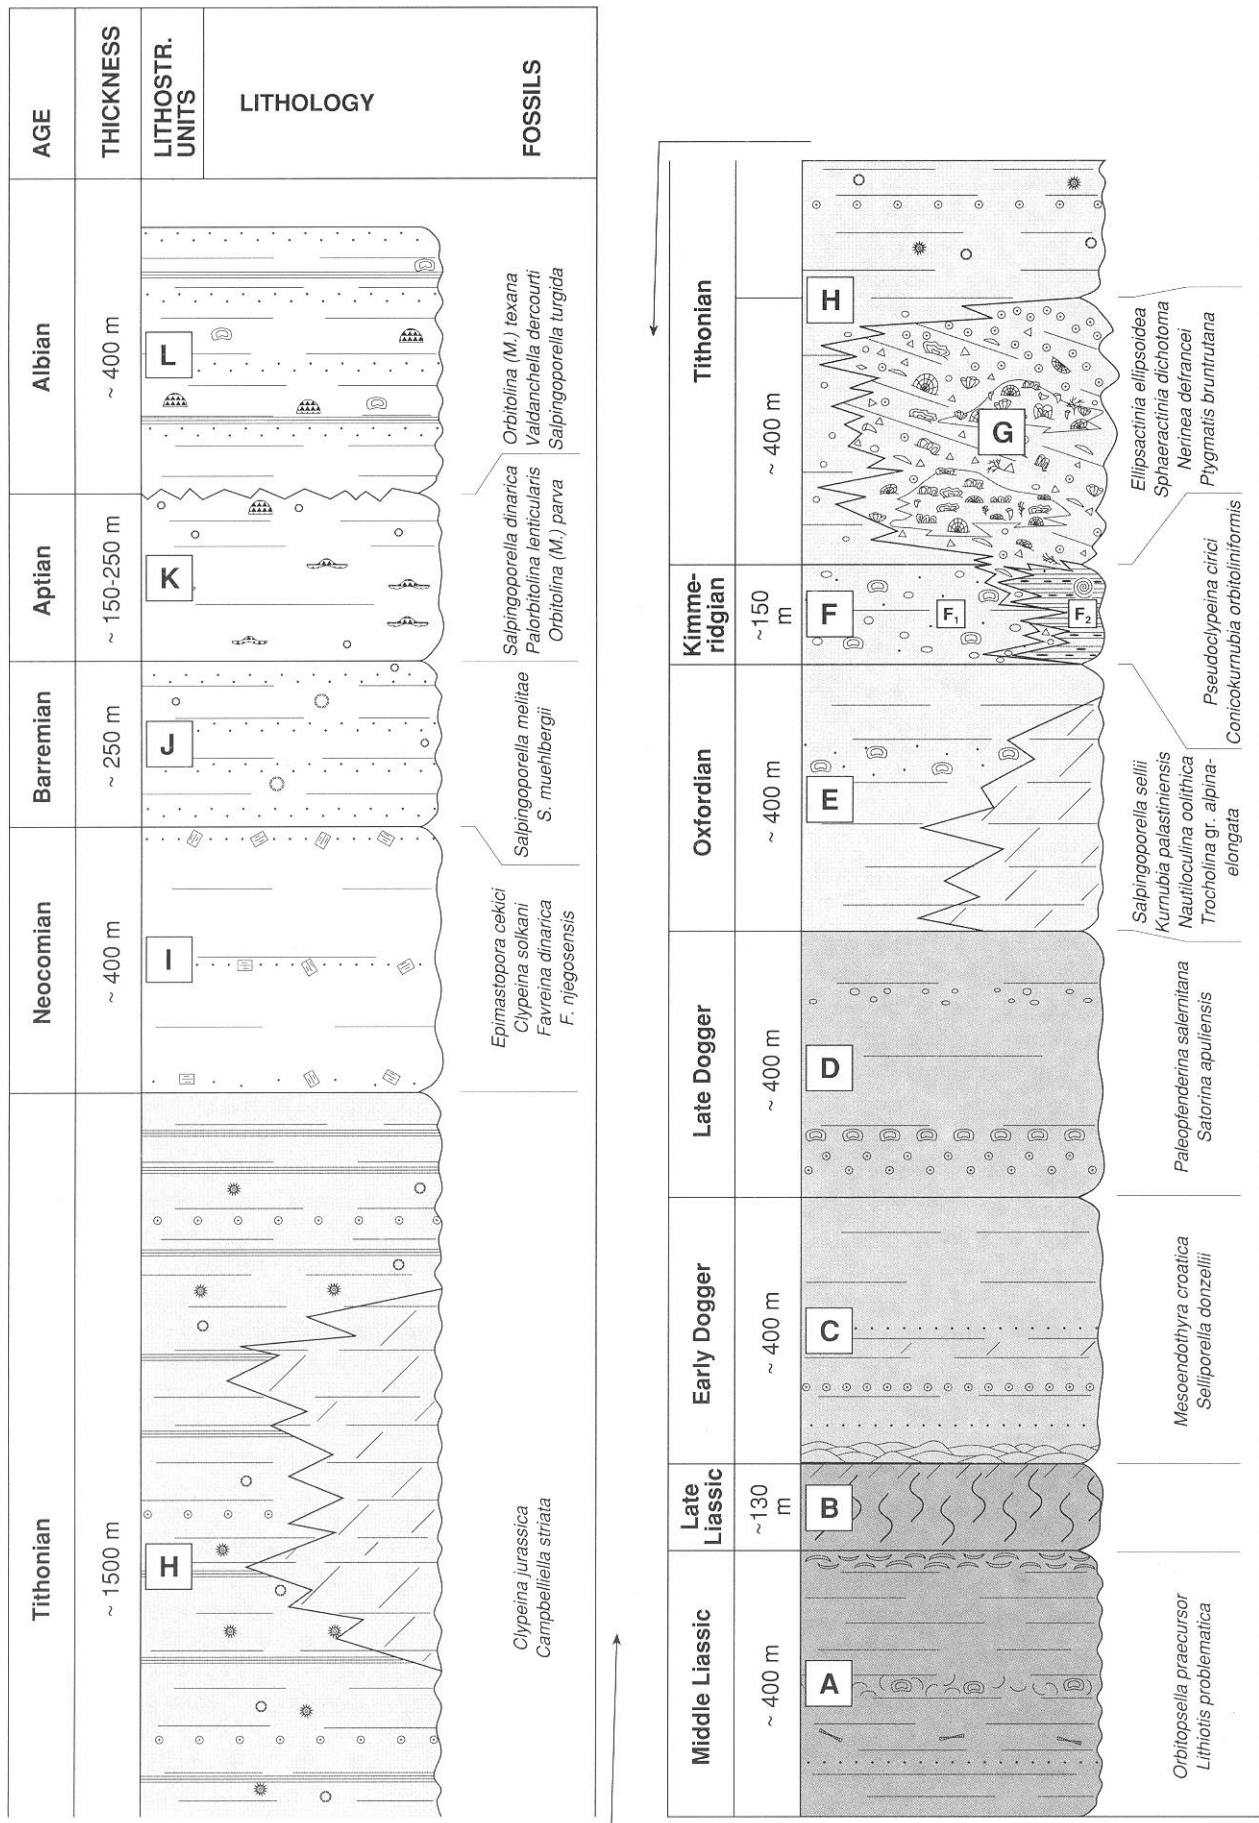 AGE
THICKNESS
LITHOSTR.
UNITS
LITHOLOGY
FOSSILS
Albian
~ 400 m
L
Orbitolina (M.) texana
Valdanchella dercourti
Salpingoporella turgida
Aptian
~ 150-250 m
K
Salpingoporella dinarica
Palorbitolina lenticularis
Orbitolina (M.) parva
Barremian
~ 250 m
J
Salpingoporella melitae
S. muehlbergii
Neocomian
~ 400 m
I
Epimastopora cekici
Clypeina solkani
Favreina dinarica
F. njegosensis
Tithonian
~ 1500 m
H
Clypeina jurassica
Campbelliella striata
Tithonian
~ 400 m
H
G
Ellipsactinia ellipsoidea
Sphaeractinia dichotoma
Nerinea defrancei
Ptygmatis bruntrutana
Kimme-
ridgian
~150
m
F
F1
F2
Pseudoclypeina cirici
Conicokurnubia orbitoliniformis
Oxfordian
~ 400 m
E
Salpingoporella sellii
Kurnubia palastiniensis
Nautiloculina oolithica
Trocholina gr. alpina-
elongata
Late Dogger
~ 400 m
D
Paleopfenderina salernitana
Satorina apuliensis
Early Dogger
~ 400 m
C
Mesoendothyra croatica
Selliporella donzellii
Late
Liassic
~130
m
B
Middle Liassic
~ 400 m
A
Orbitopsella praecursor
Lithiotis problematica